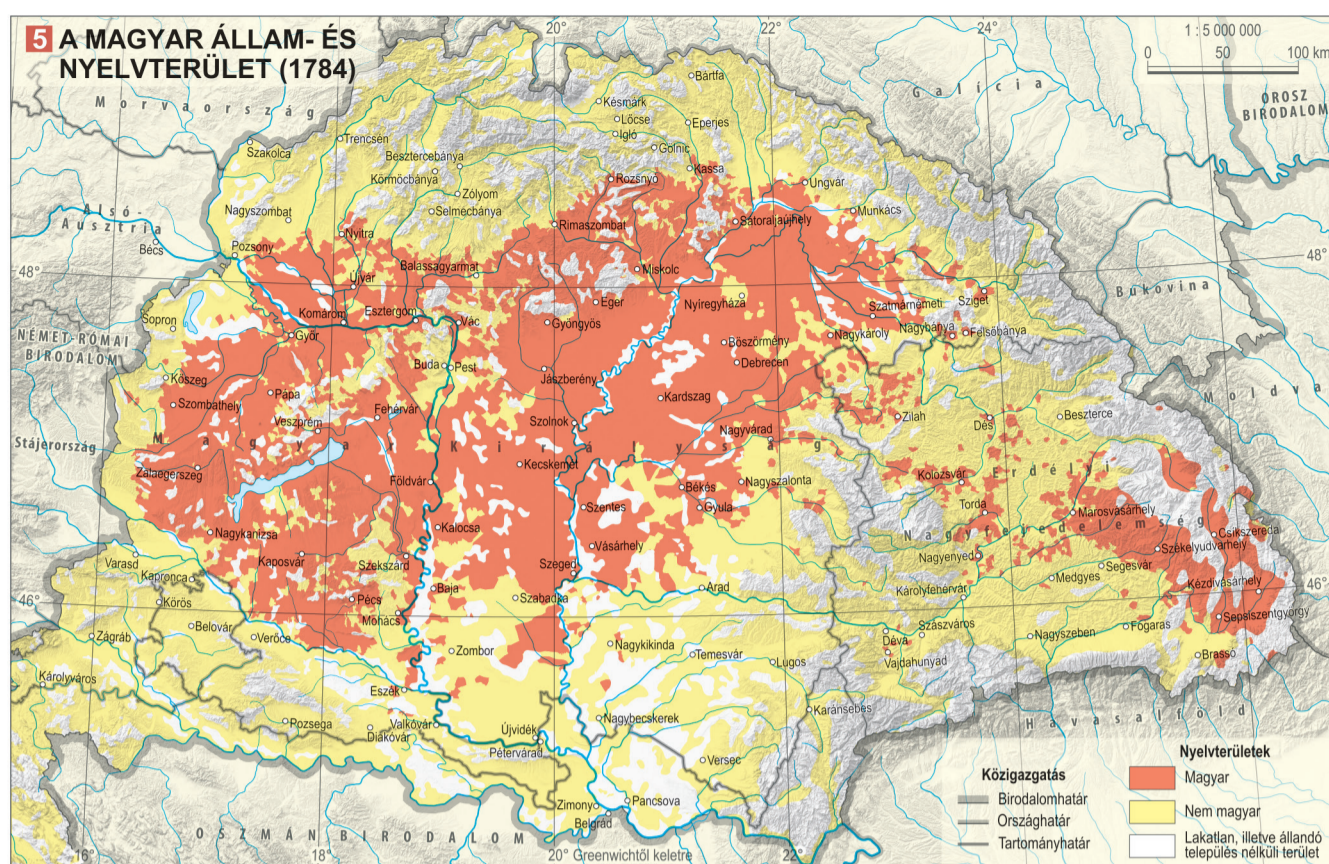 5 A MAGYAR ÁLLAM- ÉS
NYELVTERÜLET (1784)
20°
22°
24°
1 : 5 000 000
0 50 100 km
Morvaország
Galícia
OROSZ
BIRODALOM
Bártfa
Késmárk
Lőcse
Igló
Eperjes
Gölnic
Szakolca
Trencsén
Besztercebánya
Körmöcbánya
Zólyom
Selmecbánya
Rozsnyó
Kassa
Ungvár
Munkács
Alsó-
Ausztria
Bécs
Nagyszombat
Pozsony
Nyitra
Rimaszombat
Sátoraljaújhely
48°
48°
Újvár
Balassagyarmat
Miskolc
Bukovina
Sopron
Komárom
Esztergom
Vác
Eger
Gyöngyös
Nyíregyháza
Szatmárnémeti
Sziget
Nagybánya
Felsőbánya
Nagykároly
NÉMET-RÓMAI
BIRODALOM
Győr
Buda
Pest
Jászberény
Böszörmény
Debrecen
Moldva
Kőszeg
Szombathely
Pápa
Veszprém
Fehérvár
Kardszag
Szolnok
Zilah
Dés
Beszterce
Stájerország
Magyar Királyság
Nagyvárad
Zalaegerszeg
Földvár
Kecskemét
Békés
Nagyszalonta
Gyula
Kolozsvár
Erdélyi
Torda
Marosvásárhely
Nagykanizsa
Kalocsa
Szentes
Vásárhely
Nagyfejedelemség
Csíkszereda
Székelyudvarhely
Varasd
Kapronca
Kaposvár
Szekszárd
Szeged
Nagyenyed
Segesvár
Medgyes
Kézdivásárhely
46°
46°
Körös
Pécs
Baja
Szabadka
Arad
Károlyfehérvár
Zágráb
Belovár
Verőce
Mohács
Déva
Szászváros
Vajdahunyad
Nagyszeben
Fogaras
Sepsiszentgyörgy
Brassó
Zombor
Nagykikinda
Temesvár
Lugos
Károlyváros
Eszék
Karánsebes
Pozsega
Valkóvár
Diákóvár
Újvidék
Pétervárad
Nagybecskerek
Versec
Havasalföld
Zimony
Pancsova
Belgrád
OSZMÁN BIRODALOM
16°
18°
20° Greenwichtől keletre
22°
Közigazgatás
Birodalomhatár
Országhatár
Tartományhatár
Nyelvterületek
Magyar
Nem magyar
Lakatlan, illetve állandó
település nélküli terület